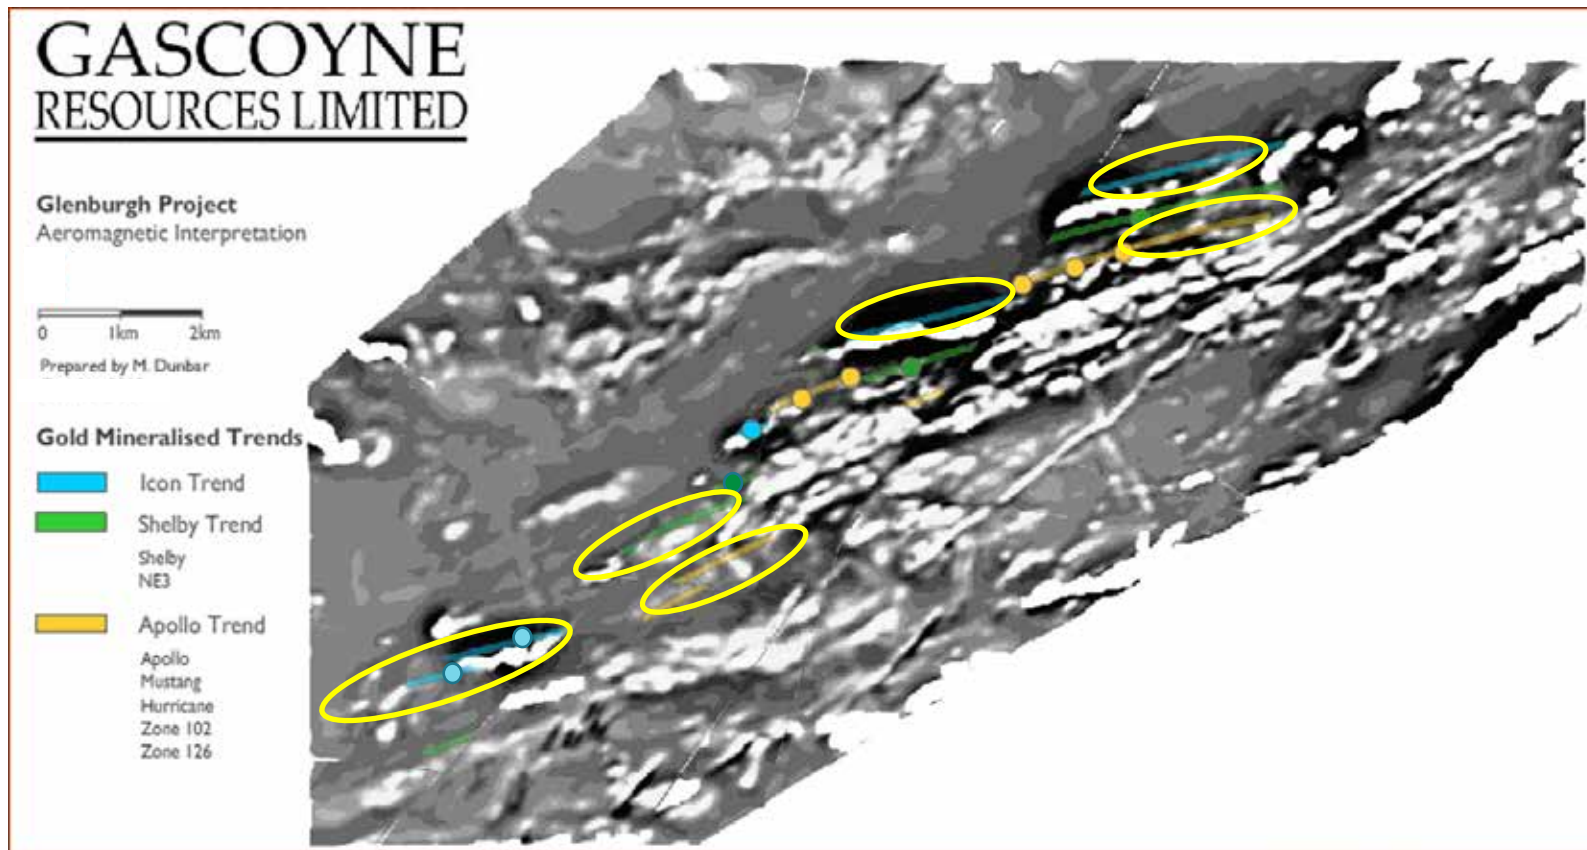 GASCOYNE
RESOURCES LIMITED
Glenburgh Project
Aeromagnetic Interpretation
0 1km 2km
Prepared by M. Dunbar
Gold Mineralised Trends
Icon Trend
Shelby Trend
Shelby
NE3
Apollo Trend
Apollo
Mustang
Hurricane
Zone 102
Zone 126